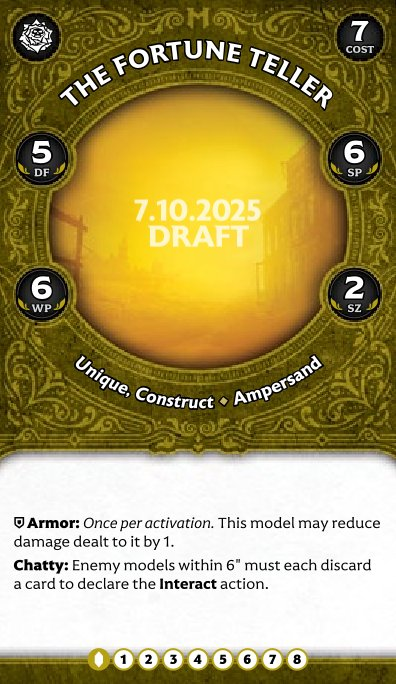 M
7
COST
THE FORTUNE TELLER
5
DF
6
SP
7.10.2025
DRAFT
6
WP
2
SZ
Unique, Construct ⬥ Ampersand
Armor: Once per activation. This model may reduce
damage dealt to it by 1.
Chatty: Enemy models within 6" must each discard
a card to declare the Interact action.
1 2 3 4 5 6 7 8